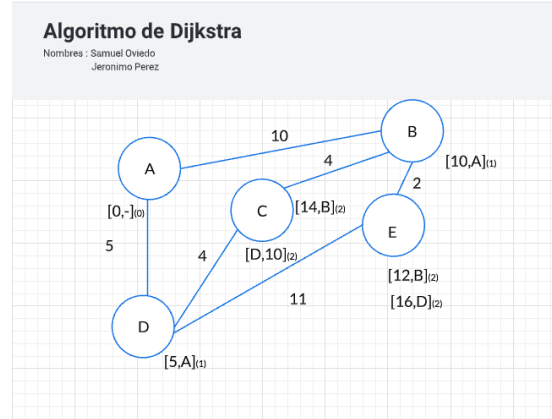 Algoritmo de Dijkstra
Nombres : Samuel Oviedo
Jeronimo Perez
10
B
4
[10,A](1)
A
2
[0,-](0)
C
[14,B](2)
E
5
4
[D,10](2)
[12,B](2)
11
[16,D](2)
D
[5,A](1)